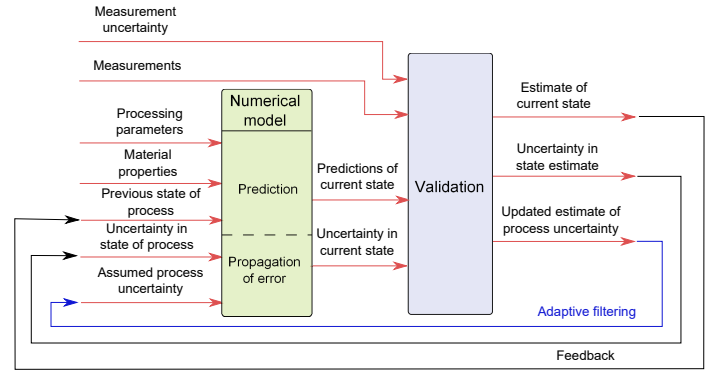 Measurement
uncertainty
Measurements
Processing
parameters
Material
properties
Previous state of
process
Uncertainty in
state of process
Assumed process
uncertainty
Numerical
model
Prediction
Propagation
of error
Predictions of
current state
Uncertainty in
current state
Validation
Estimate of
current state
Uncertainty in
state estimate
Updated estimate of
process uncertainty
Adaptive filtering
Feedback